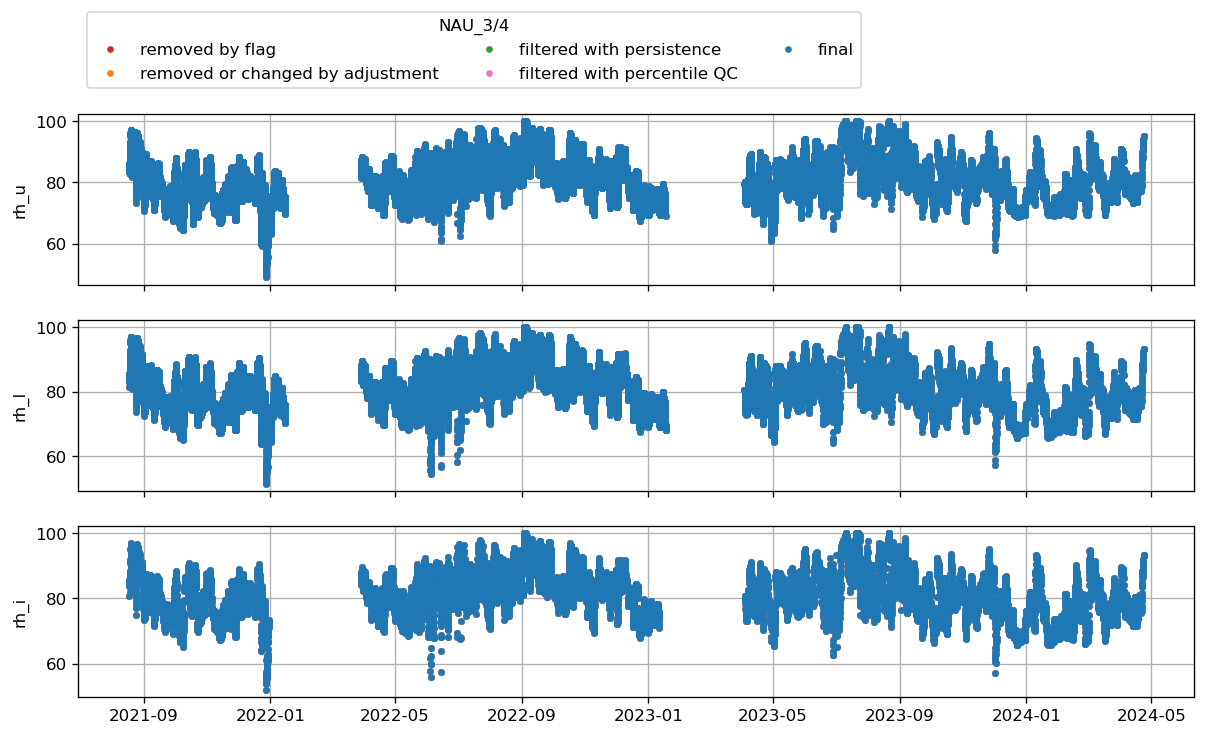 NAU_3/4
removed by flag
removed or changed by adjustment
filtered with persistence
filtered with percentile QC
final
100
80
60
rh_u
100
80
60
rh_l
100
80
60
rh_i
2021-09 2022-01 2022-05 2022-09 2023-01 2023-05 2023-09 2024-01 2024-05